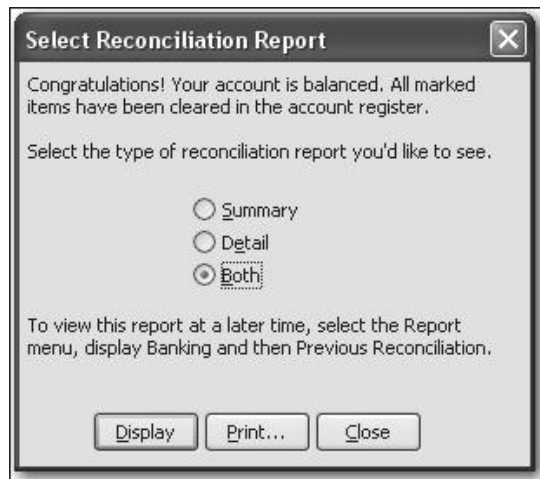 Select Reconciliation Report
Congratulations! Your account is balanced. All marked
items have been cleared in the account register.
Select the type of reconciliation report you'd like to see.
Summary
Detail
Both
To view this report at a later time, select the Report
menu, display Banking and then Previous Reconciliation.
Display Print... Close